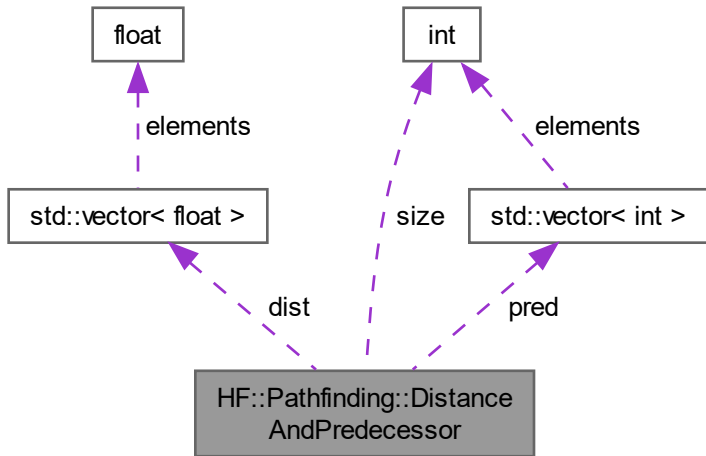 float
int
elements
elements
std::vector< float >
size
std::vector< int >
dist
pred
HF::Pathfinding::Distance
AndPredecessor